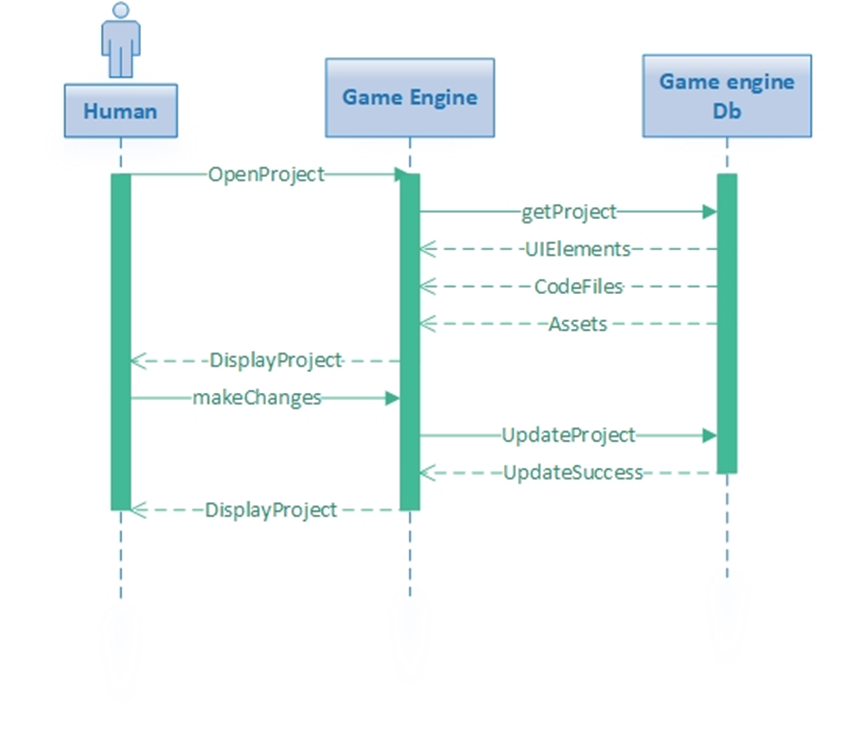 Human
Game Engine
Game engine
Db
OpenProject
getProject
UIElements
CodeFiles
Assets
DisplayProject
makeChanges
UpdateProject
UpdateSuccess
DisplayProject